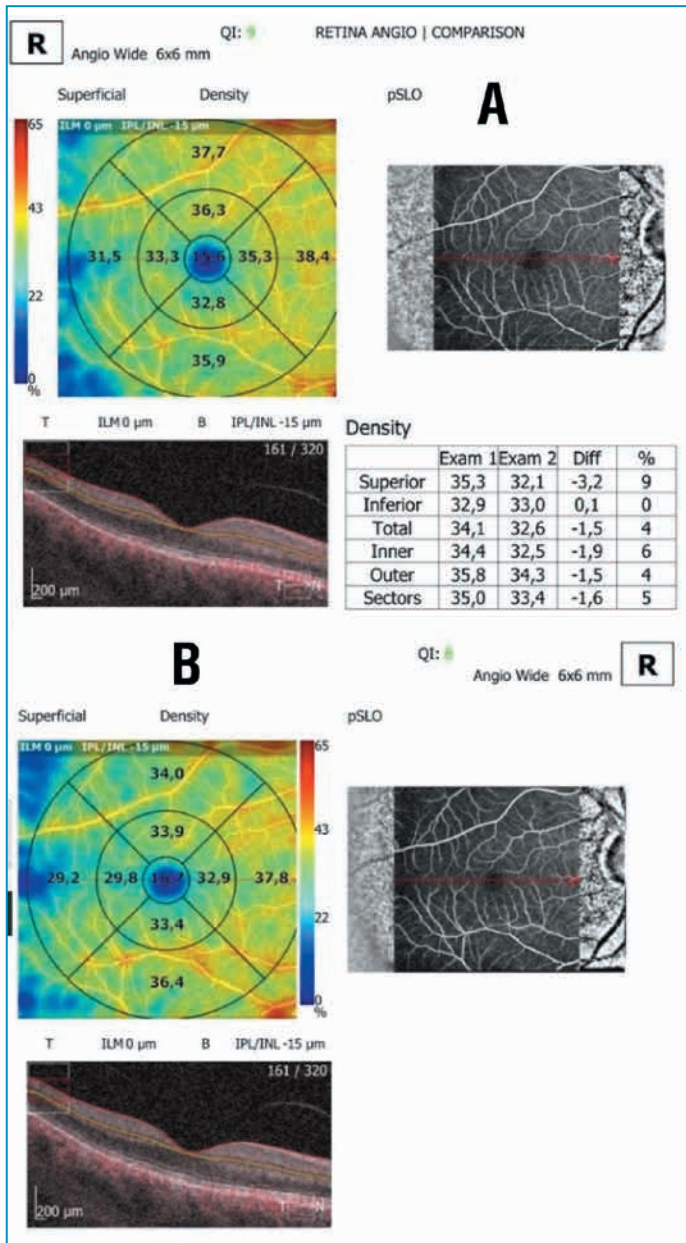 R
QI: 9
RETINA ANGIO | COMPARISON
Angio Wide 6x6 mm
A
Superficial Density
pSLO
ILM 0 µm IPL/INL -15 µm
65
43
22
0
%
37,7
36,3
31,5 33,3 15,6 35,3 38,4
32,8
35,9
T ILM 0 µm B IPL/INL -15 µm
161 / 320
200 µm
T N
Density
Exam 1 Exam 2 Diff %
Superior 35,3 32,1 -3,2 9
Inferior 32,9 33,0 0,1 0
Total 34,1 32,6 -1,5 4
Inner 34,4 32,5 -1,9 6
Outer 35,8 34,3 -1,5 4
Sectors 35,0 33,4 -1,6 5
B
QI:
R
Angio Wide 6x6 mm
Superficial Density
pSLO
ILM 0 µm IPL/INL -15 µm
65
43
22
0
%
34,0
33,9
29,2 29,8 32,9 37,8
33,4
36,4
T ILM 0 µm B IPL/INL -15 µm
161 / 320
200 µm
T N